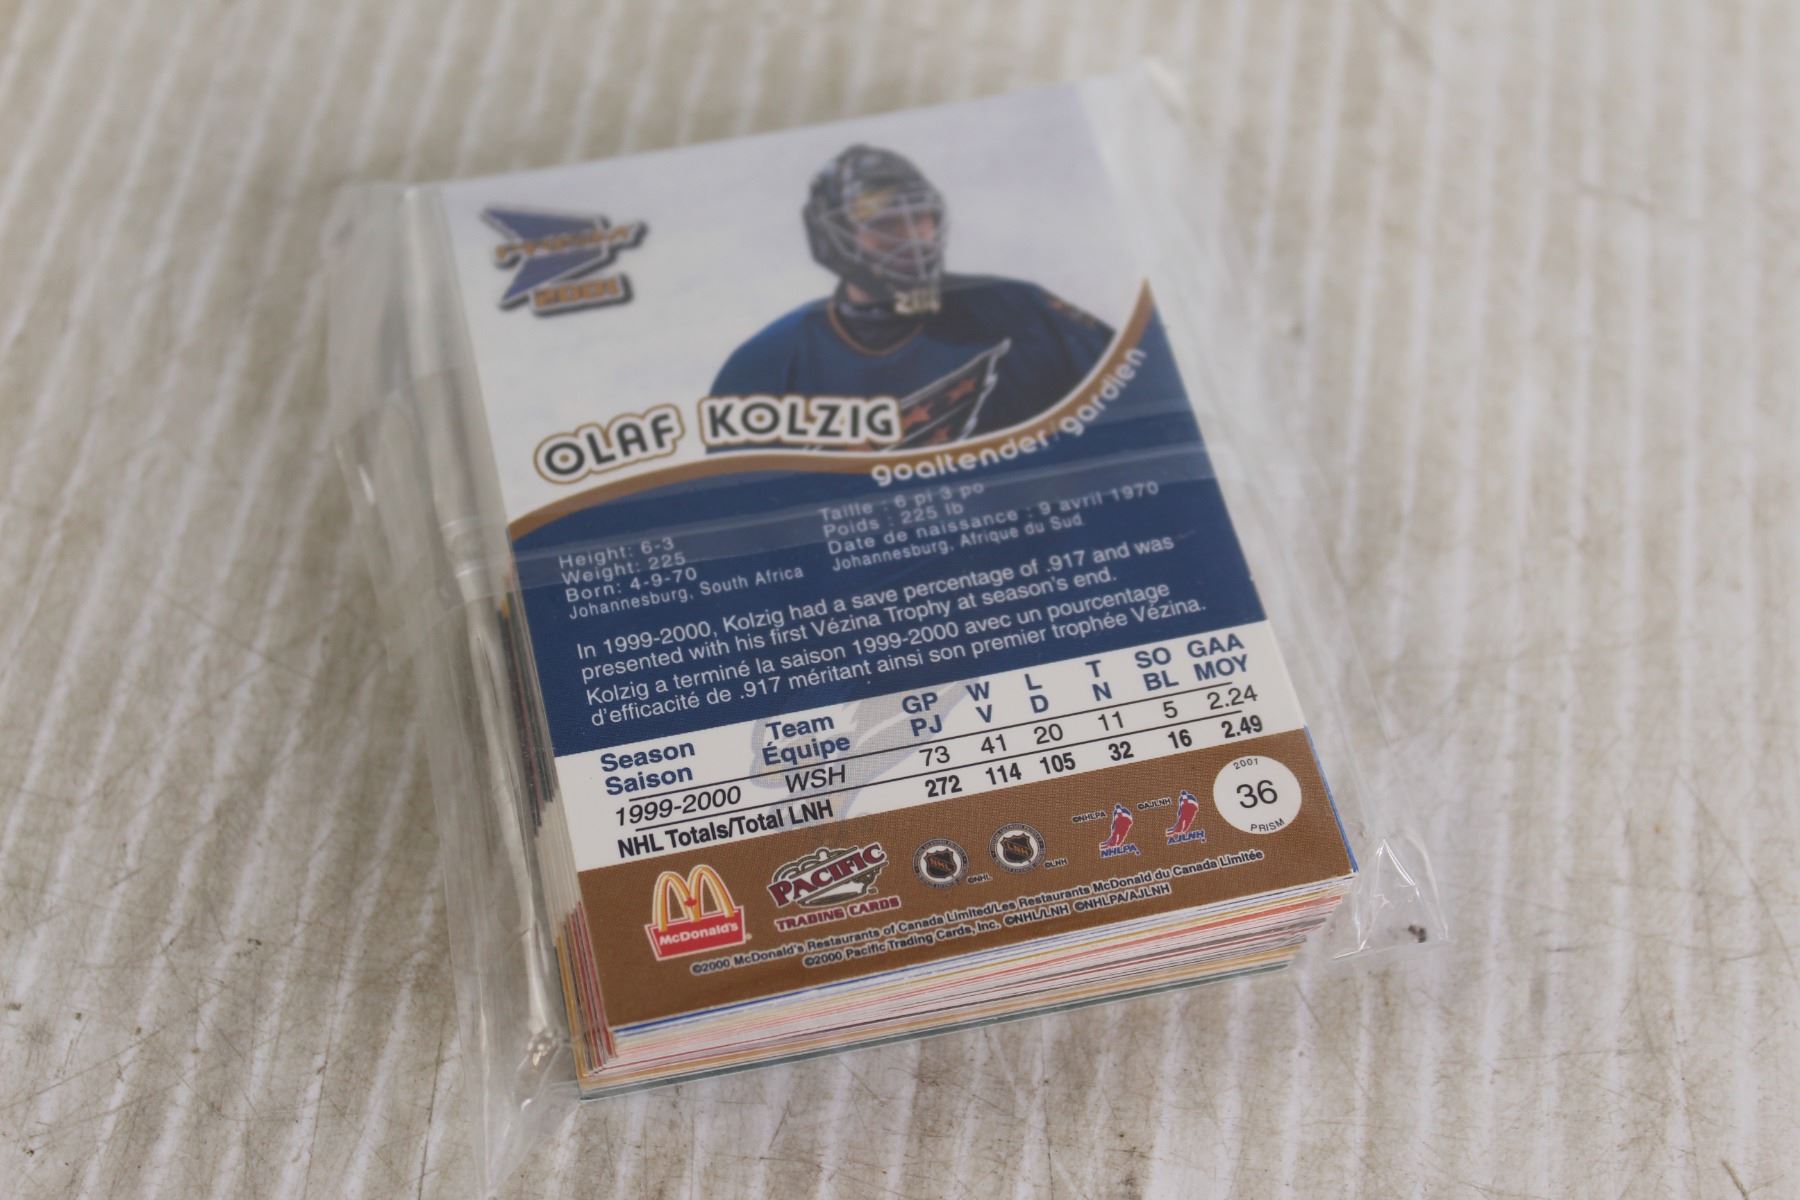 PRISM
2001
OLAF KOLZIG
goaltender/gardien
Height: 6-3
Weight: 225
Born: 4-9-70
Johannesburg, South Africa
Taille : 6 pi 3 po
Poids : 225 lb
Date de naissance : 9 avril 1970
Johannesburg, Afrique du Sud
In 1999-2000, Kolzig had a save percentage of .917 and was
presented with his first Vézina Trophy at season's end.
Kolzig a terminé la saison 1999-2000 avec un pourcentage
d'efficacité de .917 méritant ainsi son premier trophée Vézina.
Season Team GP W L T SO GAA
Saison Équipe PJ V D N BL MOY
1999-2000 WSH 73 41 20 11 5 2.24
NHL Totals/Total LNH 272 114 105 32 16 2.49
2001
36
PRISM
McDonald's
PACIFIC
TRADING CARDS
NHL
©NHL
©LNH
©NHLPA
NHLPA
©AJLNH
AJLNH
©2000 McDonald's Restaurants of Canada Limited/Les Restaurants McDonald du Canada Limitée
©2000 Pacific Trading Cards, Inc. ©NHL/LNH ©NHLPA/AJLNH